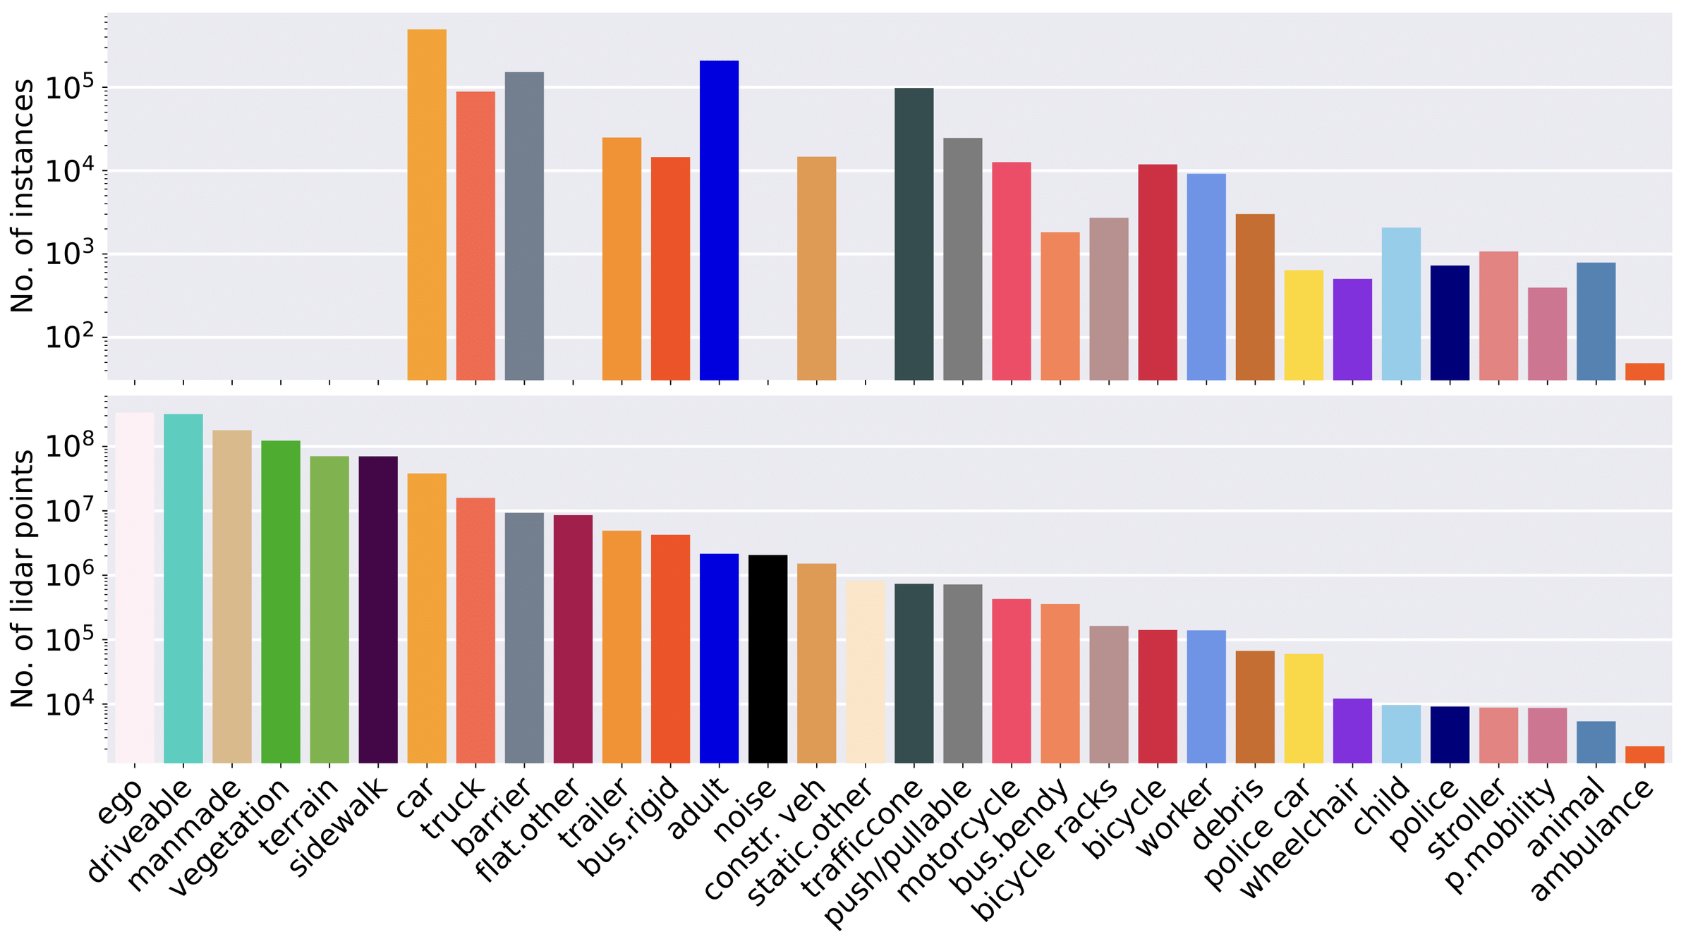 No. of instances
10^5
10^4
10^3
10^2
No. of lidar points
10^8
10^7
10^6
10^5
10^4
ego
driveable
manmade
vegetation
terrain
sidewalk
car
truck
barrier
flat.other
trailer
bus.rigid
adult
noise
constr. veh
static.other
trafficcone
push/pullable
motorcycle
bus.bendy
bicycle racks
bicycle
worker
debris
police car
wheelchair
child
police
stroller
p.mobility
animal
ambulance